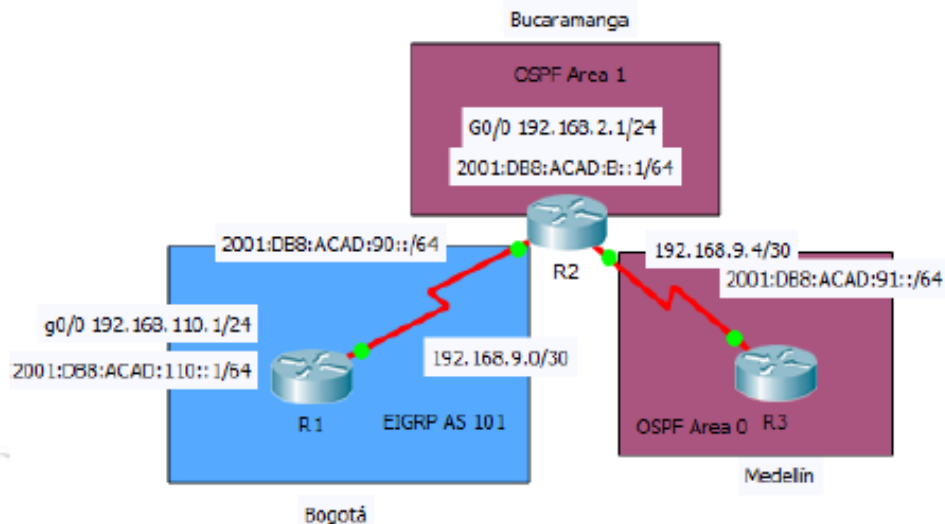 Bucaramanga
OSPF Area 1
G0/0 192.168.2.1/24
2001:DB8:ACAD:B::1/64
2001:DB8:ACAD:90::/64
R2
192.168.9.4/30
2001:DB8:ACAD:91::/64
g0/0 192.168.110.1/24
2001:DB8:ACAD:110::1/64
192.168.9.0/30
R1
EIGRP AS 101
OSPF Area 0
R3
Medellín
Bogotá